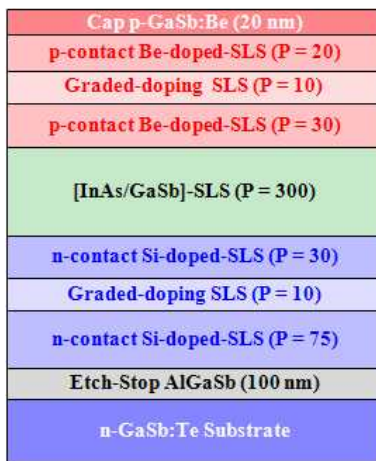 Cap p-GaSb:Be (20 nm)
p-contact Be-doped-SLS (P = 20)
Graded-doping SLS (P = 10)
p-contact Be-doped-SLS (P = 30)
[InAs/GaSb]-SLS (P = 300)
n-contact Si-doped-SLS (P = 30)
Graded-doping SLS (P = 10)
n-contact Si-doped-SLS (P = 75)
Etch-Stop AlGaSb (100 nm)
n-GaSb:Te Substrate